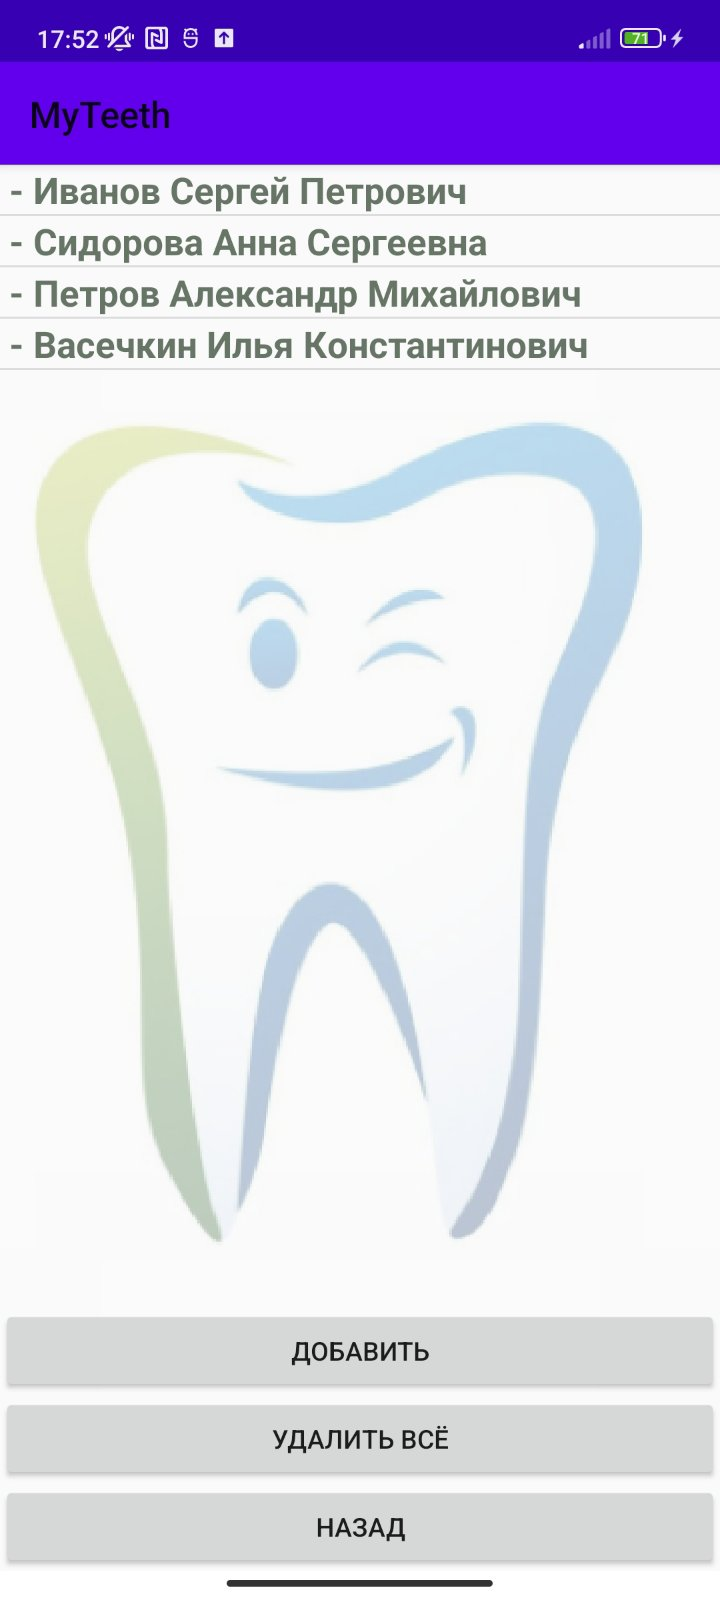 17:52
71
MyTeeth
- Иванов Сергей Петрович
- Сидорова Анна Сергеевна
- Петров Александр Михайлович
- Васечкин Илья Константинович
ДОБАВИТЬ
УДАЛИТЬ ВСЁ
НАЗАД